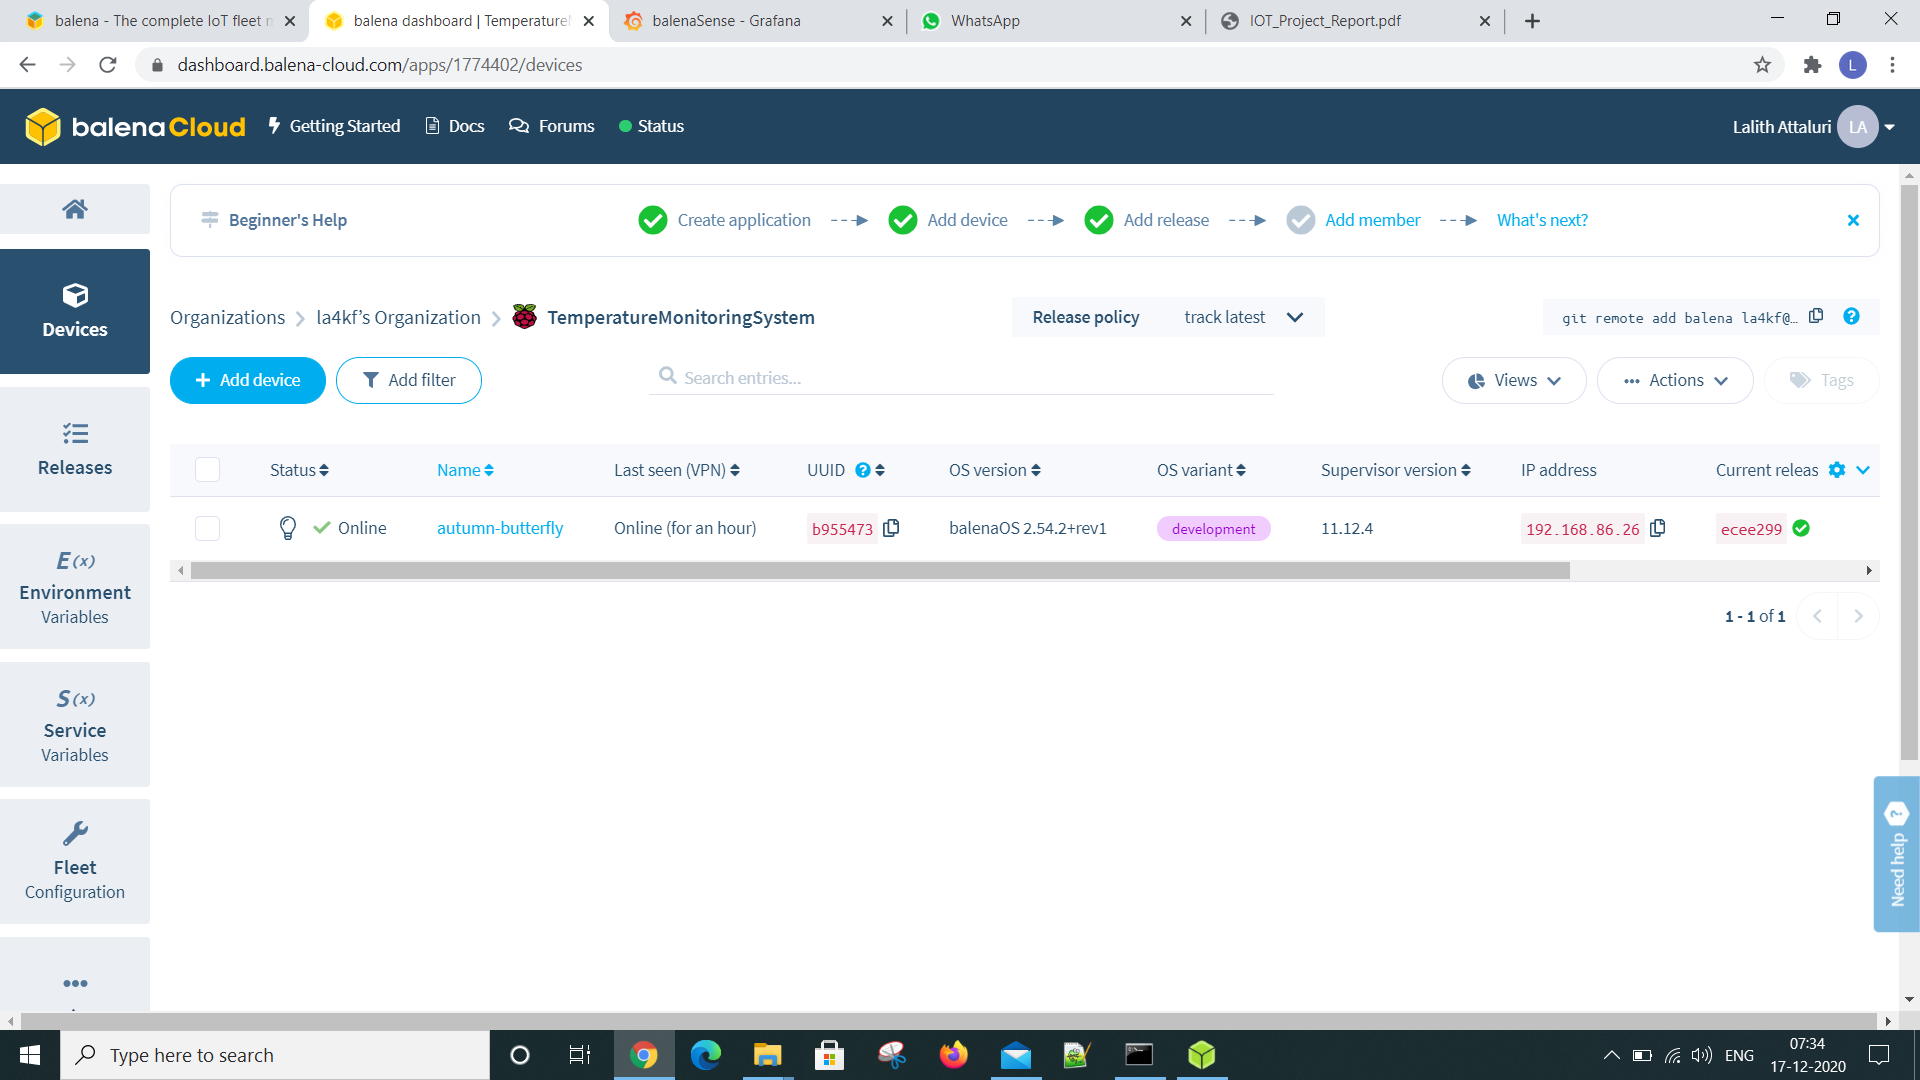 balena - The complete IoT fleet m
balena dashboard | Temperature
balenaSense - Grafana
WhatsApp
IOT_Project_Report.pdf
dashboard.balena-cloud.com/apps/1774402/devices
L
balenaCloud
Getting Started
Docs
Forums
Status
Lalith Attaluri
LA
Beginner's Help
Create application
Add device
Add release
Add member
What's next?
Devices
Organizations
la4kf's Organization
TemperatureMonitoringSystem
Release policy
track latest
git remote add balena la4kf@…
Add device
Add filter
Search entries...
Views
Actions
Tags
Releases
Status
Name
Last seen (VPN)
UUID
OS version
OS variant
Supervisor version
IP address
Current releas
Online
autumn-butterfly
Online (for an hour)
b955473
balenaOS 2.54.2+rev1
development
11.12.4
192.168.86.26
ecee299
E(x)
Environment
Variables
1 - 1 of 1
S(x)
Service
Variables
Fleet
Configuration
Need help
Type here to search
ENG
07:34
17-12-2020